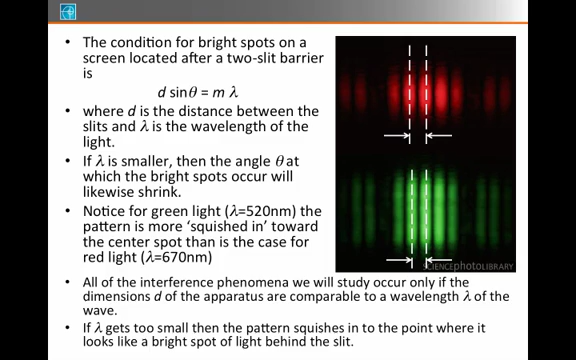 • The condition for bright spots on a
screen located after a two-slit barrier
is
d sinθ = m λ
• where d is the distance between the
slits and λ is the wavelength of the
light.
• If λ is smaller, then the angle θ at
which the bright spots occur will
likewise shrink.
• Notice for green light (λ=520nm) the
pattern is more ‘squished in’ toward
the center spot than is the case for
red light (λ=670nm)
SCIENCEphotoLIBRARY
• All of the interference phenomena we will study occur only if the
dimensions d of the apparatus are comparable to a wavelength λ of the
wave.
• If λ gets too small then the pattern squishes in to the point where it
looks like a bright spot of light behind the slit.